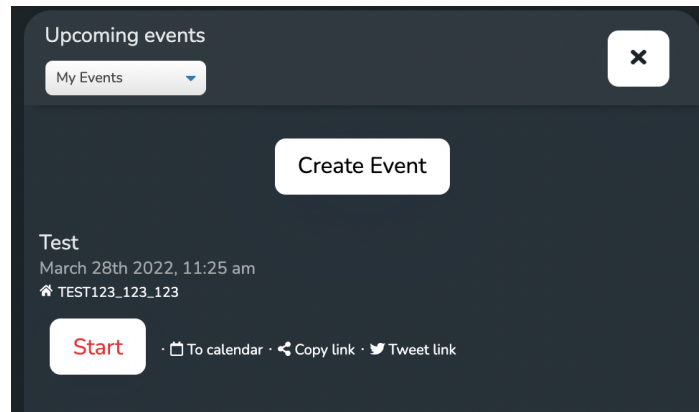 Upcoming events
My Events
Create Event
Test
March 28th 2022, 11:25 am
TEST123_123_123
Start · To calendar · Copy link · Tweet link